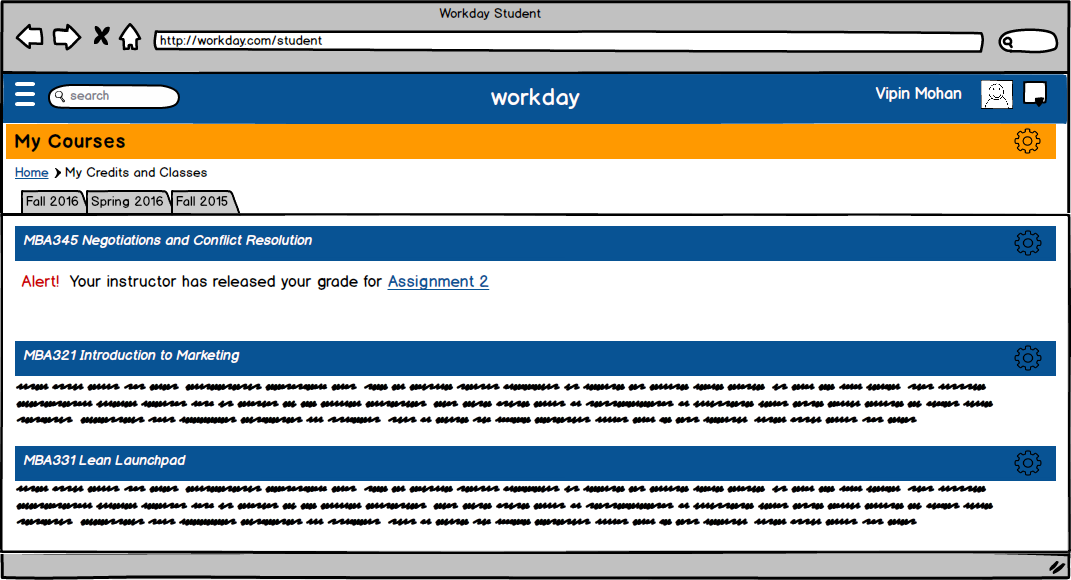 Workday Student
http://workday.com/student
search
workday
Vipin Mohan
My Courses
Home > My Credits and Classes
Fall 2016 Spring 2016 Fall 2015
MBA345 Negotiations and Conflict Resolution
Alert! Your instructor has released your grade for Assignment 2
MBA321 Introduction to Marketing
MBA331 Lean Launchpad